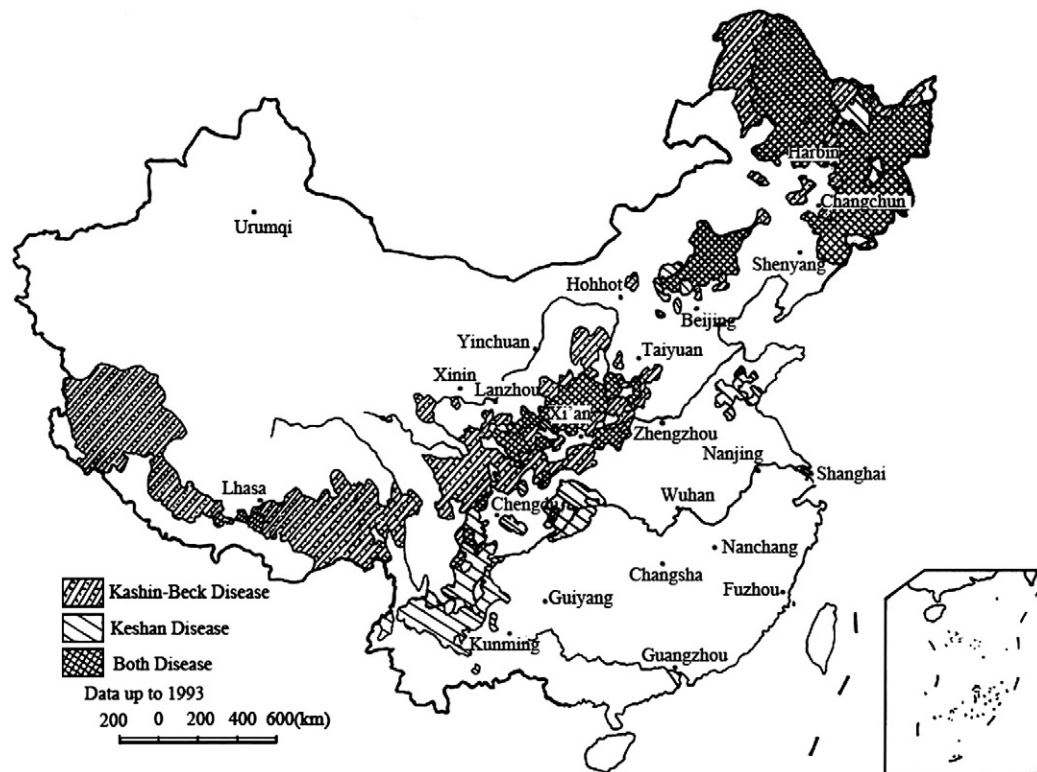 Harbin
Changchun
Urumqi
Shenyang
Hohhot
Beijing
Yinchuan
Taiyuan
Xinin
Lanzhou
Xi'an
Zhengzhou
Nanjing
Shanghai
Lhasa
Wuhan
Chengdu
Nanchang
Changsha
Fuzhou
Guiyang
Kunming
Guangzhou
Kashin-Beck Disease
Keshan Disease
Both Disease
Data up to 1993
200 0 200 400 600(km)